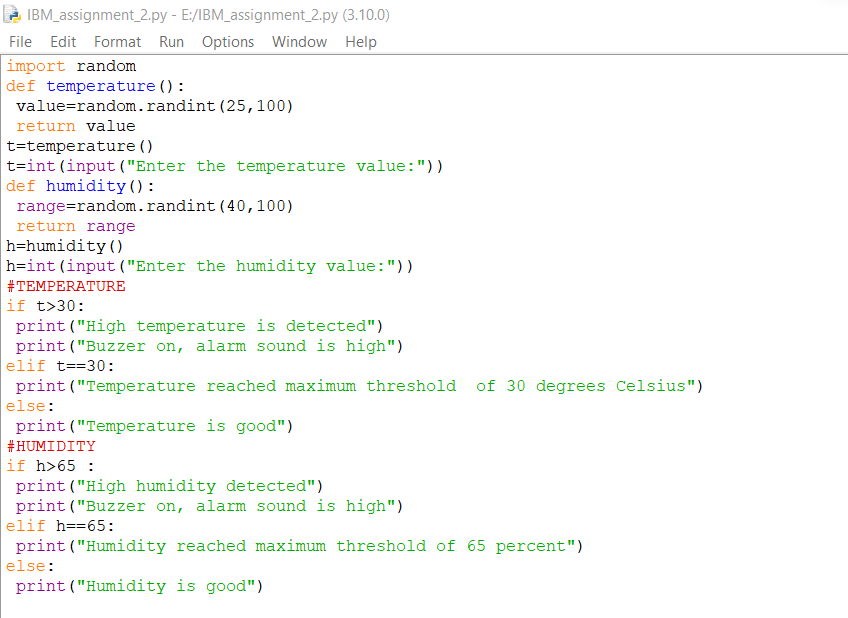 IBM_assignment_2.py - E:/IBM_assignment_2.py (3.10.0)
File Edit Format Run Options Window Help
import random
def temperature():
 value=random.randint(25,100)
 return value
t=temperature()
t=int(input("Enter the temperature value:"))
def humidity():
 range=random.randint(40,100)
 return range
h=humidity()
h=int(input("Enter the humidity value:"))
#TEMPERATURE
if t>30:
 print("High temperature is detected")
 print("Buzzer on, alarm sound is high")
elif t==30:
 print("Temperature reached maximum threshold  of 30 degrees Celsius")
else:
 print("Temperature is good")
#HUMIDITY
if h>65 :
 print("High humidity detected")
 print("Buzzer on, alarm sound is high")
elif h==65:
 print("Humidity reached maximum threshold of 65 percent")
else:
 print("Humidity is good")